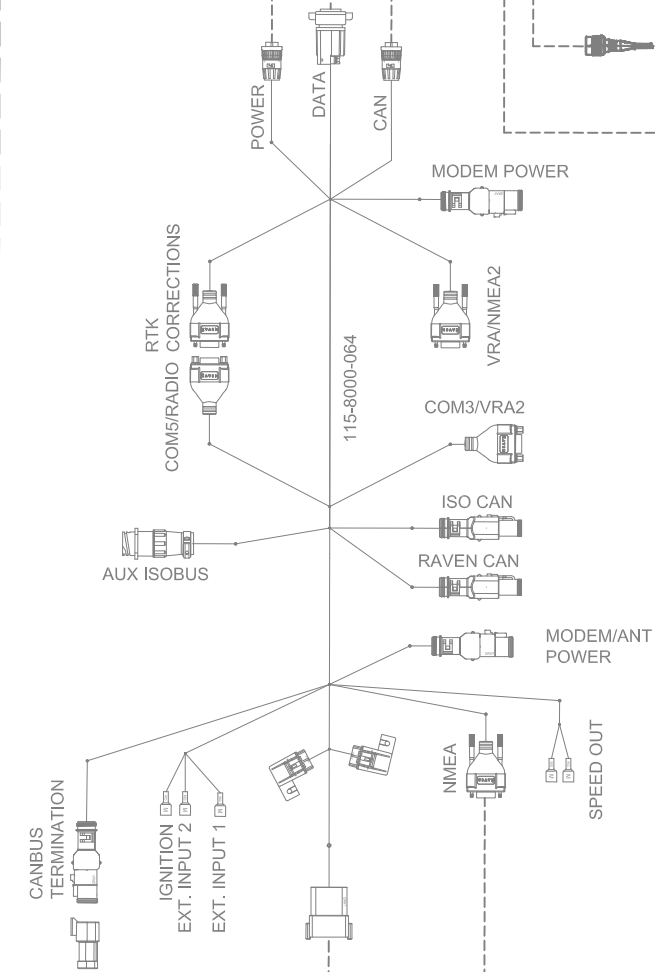 POWER
DATA
CAN
MODEM POWER
RTK
CORRECTIONS
COM5/RADIO
VRA/NMEA2
115-8000-064
COM3/VRA2
ISO CAN
RAVEN CAN
AUX ISOBUS
MODEM/ANT
POWER
CANBUS
TERMINATION
IGNITION
EXT. INPUT 2
EXT. INPUT 1
NMEA
SPEED OUT